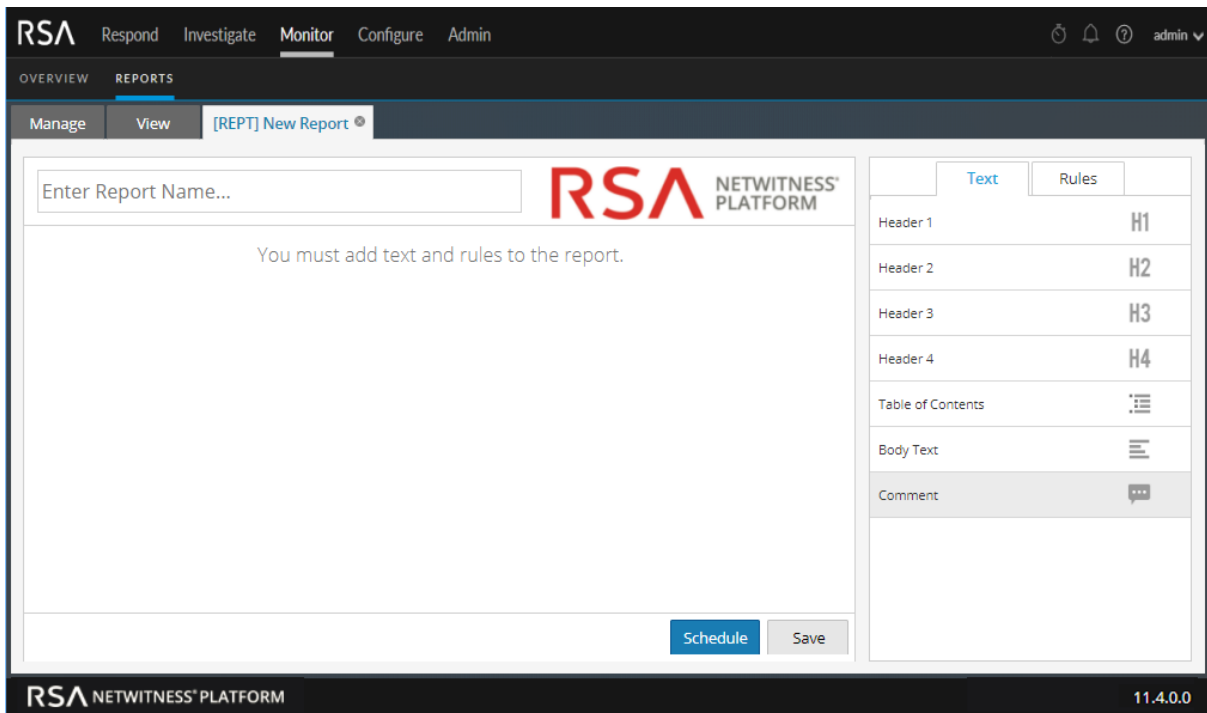 RSA Respond Investigate Monitor Configure Admin admin
OVERVIEW REPORTS
Manage View [REPT] New Report
Enter Report Name...
RSA NETWITNESS® PLATFORM
You must add text and rules to the report.
Schedule Save
Text Rules
Header 1 H1
Header 2 H2
Header 3 H3
Header 4 H4
Table of Contents
Body Text
Comment
RSA NETWITNESS® PLATFORM 11.4.0.0